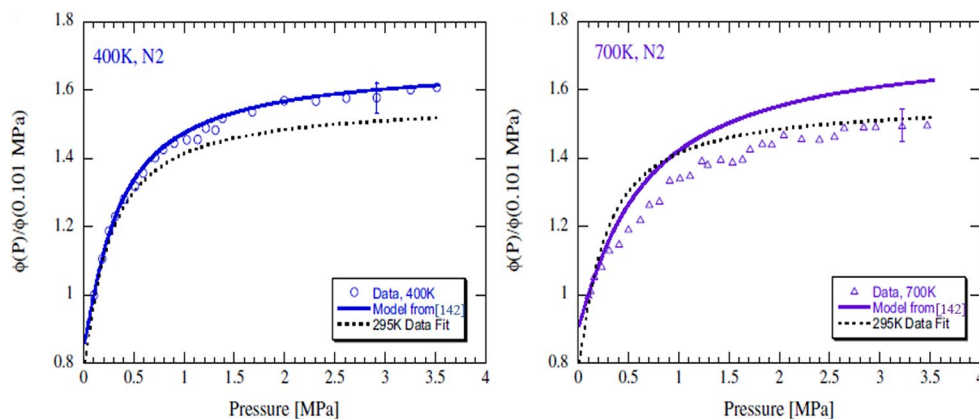 400K, N2
ϕ(P)/ϕ(0.101 MPa)
1.8
1.6
1.4
1.2
1
0.8
0
0.5
1
1.5
2
2.5
3
3.5
4
Pressure [MPa]
Data, 400K
Model from[142]
295K Data Fit
700K, N2
ϕ(P)/ϕ(0.101 MPa)
1.8
1.6
1.4
1.2
1
0.8
0
0.5
1
1.5
2
2.5
3
3.5
4
Pressure [MPa]
Data, 700K
Model from[142]
295K Data Fit